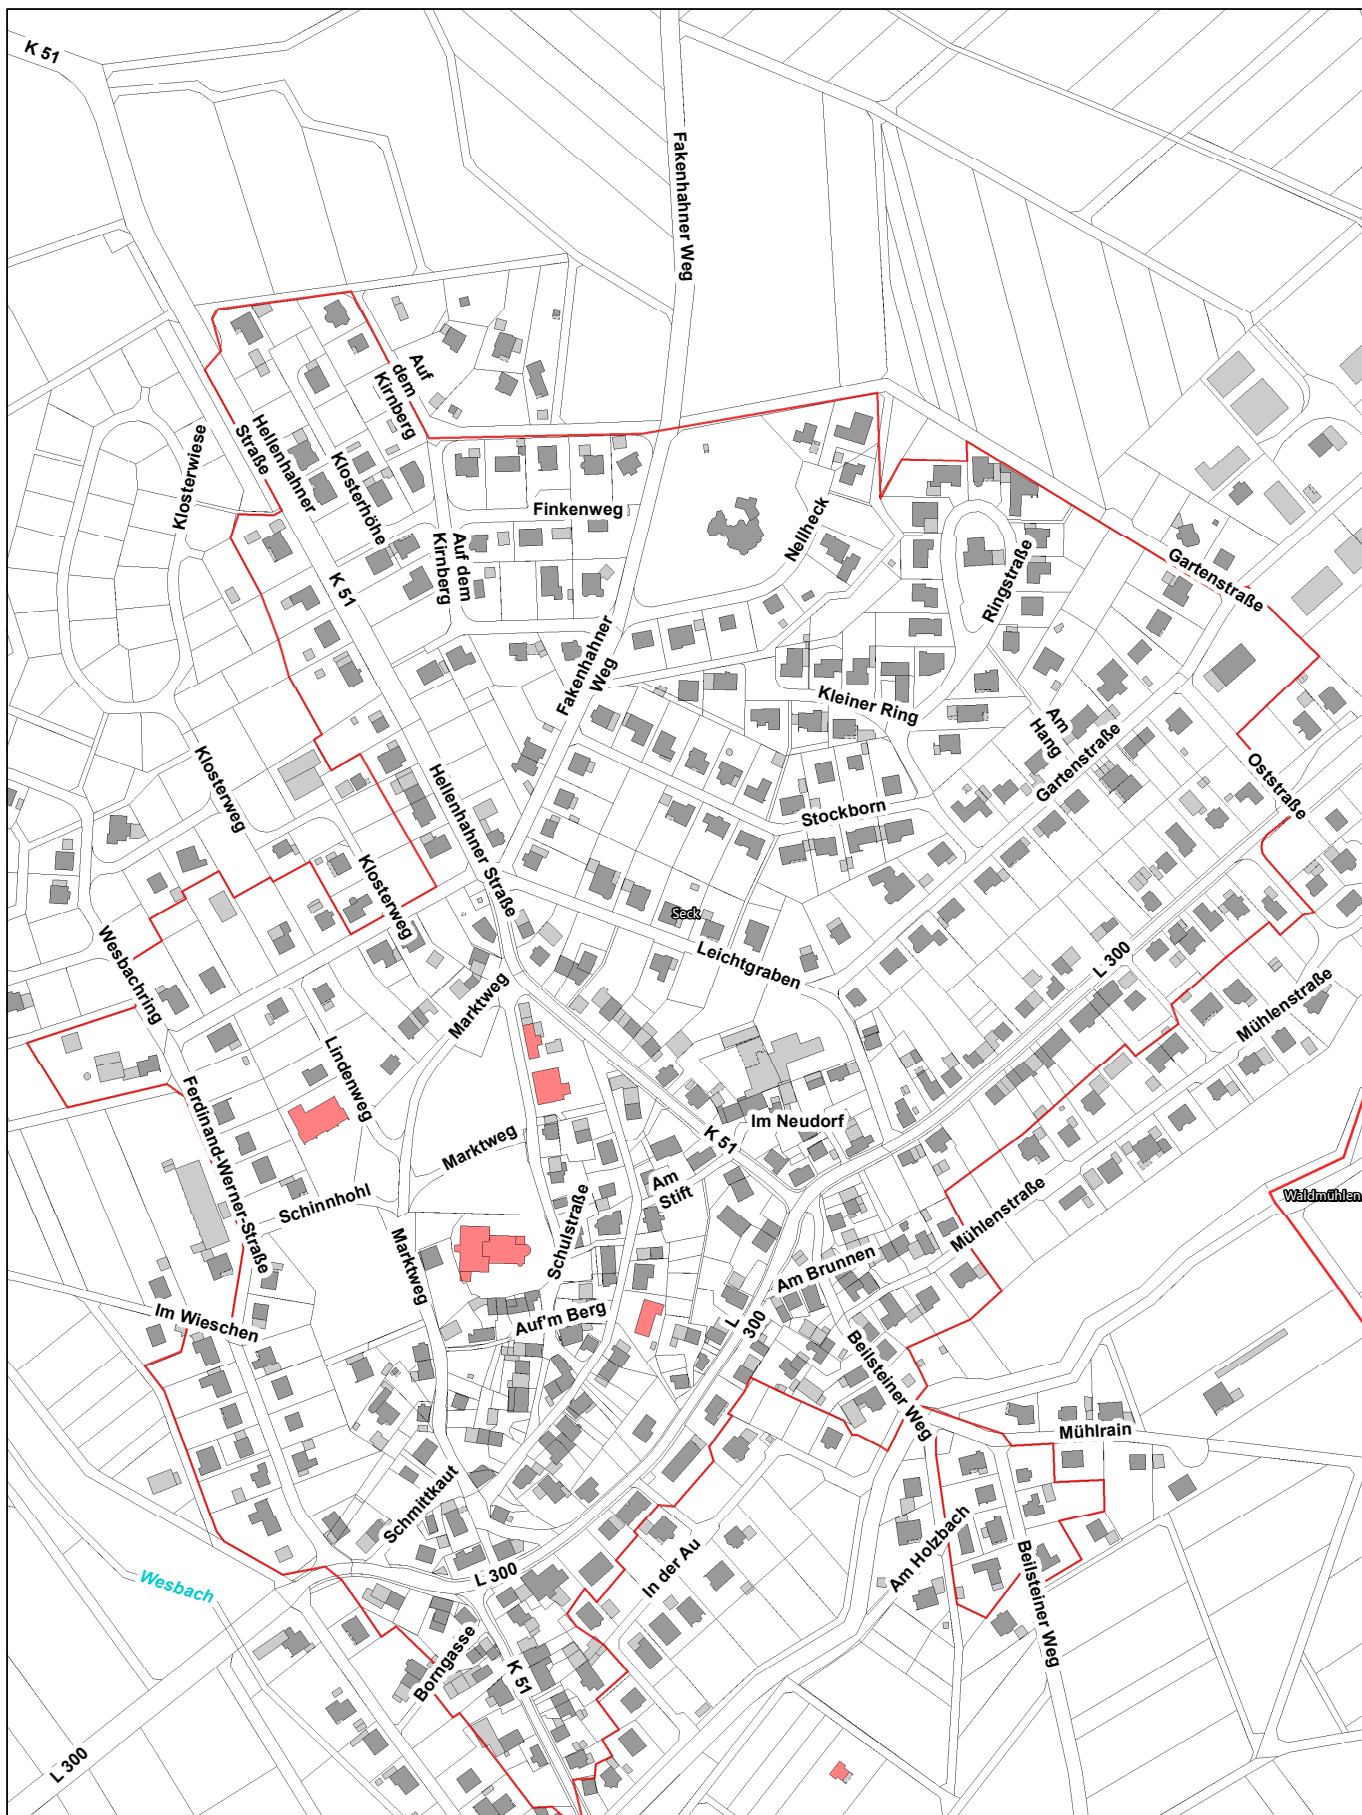 K 51
Fakenhahner Weg
Auf
dem
Kirnberg
Hellenhahner
Straße
Klosterwiese
Klosterhöhe
Finkenweg
Nellheck
Auf dem
Kirnberg
Ringstraße
Gartenstraße
K 51
Fakenhahner
Weg
Kleiner Ring
Am
Hang
Gartenstraße
Oststraße
Klosterweg
Hellenhahner Straße
Stockborn
Klosterweg
Seck
Leichtgraben
L 300
Wesbachring
Marktweg
Mühlenstraße
Lindenweg
Ferdinand-Werner-Straße
Im Neudorf
K 51
Marktweg
Am
Stift
Schinnhohl
Waldmühlen
Schulstraße
Mühlenstraße
Marktweg
Am Brunnen
Im Wieschen
Auf'm Berg
L
300
Beilsteiner Weg
Mühlrain
Schmittkaut
Am Holzbach
L 300
In der Au
Wesbach
Beilsteiner Weg
Borngasse
K 51
L 300